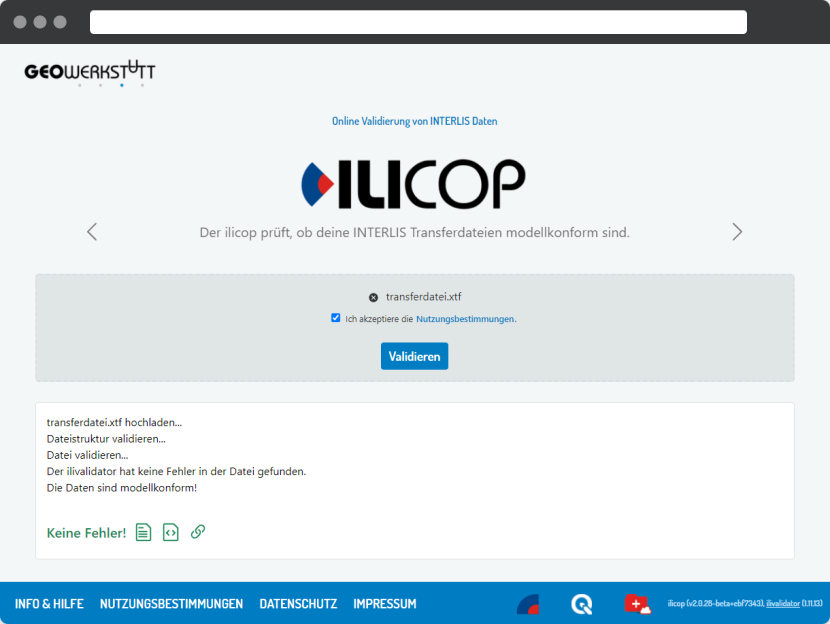 GEOWERKSTATT
Online Validierung von INTERLIS Daten
ILICOP
Der ilicop prüft, ob deine INTERLIS Transferdateien modellkonform sind.
transferdatei.xtf
Ich akzeptiere die Nutzungsbestimmungen.
Validieren
transferdatei.xtf hochladen...
Dateistruktur validieren...
Datei validieren...
Der ilivalidator hat keine Fehler in der Datei gefunden.
Die Daten sind modellkonform!
Keine Fehler!
INFO & HILFE NUTZUNGSBESTIMMUNGEN DATENSCHUTZ IMPRESSUM ilicop (v2.0.28-beta+ebf7343), ilivalidator (1.11.13)